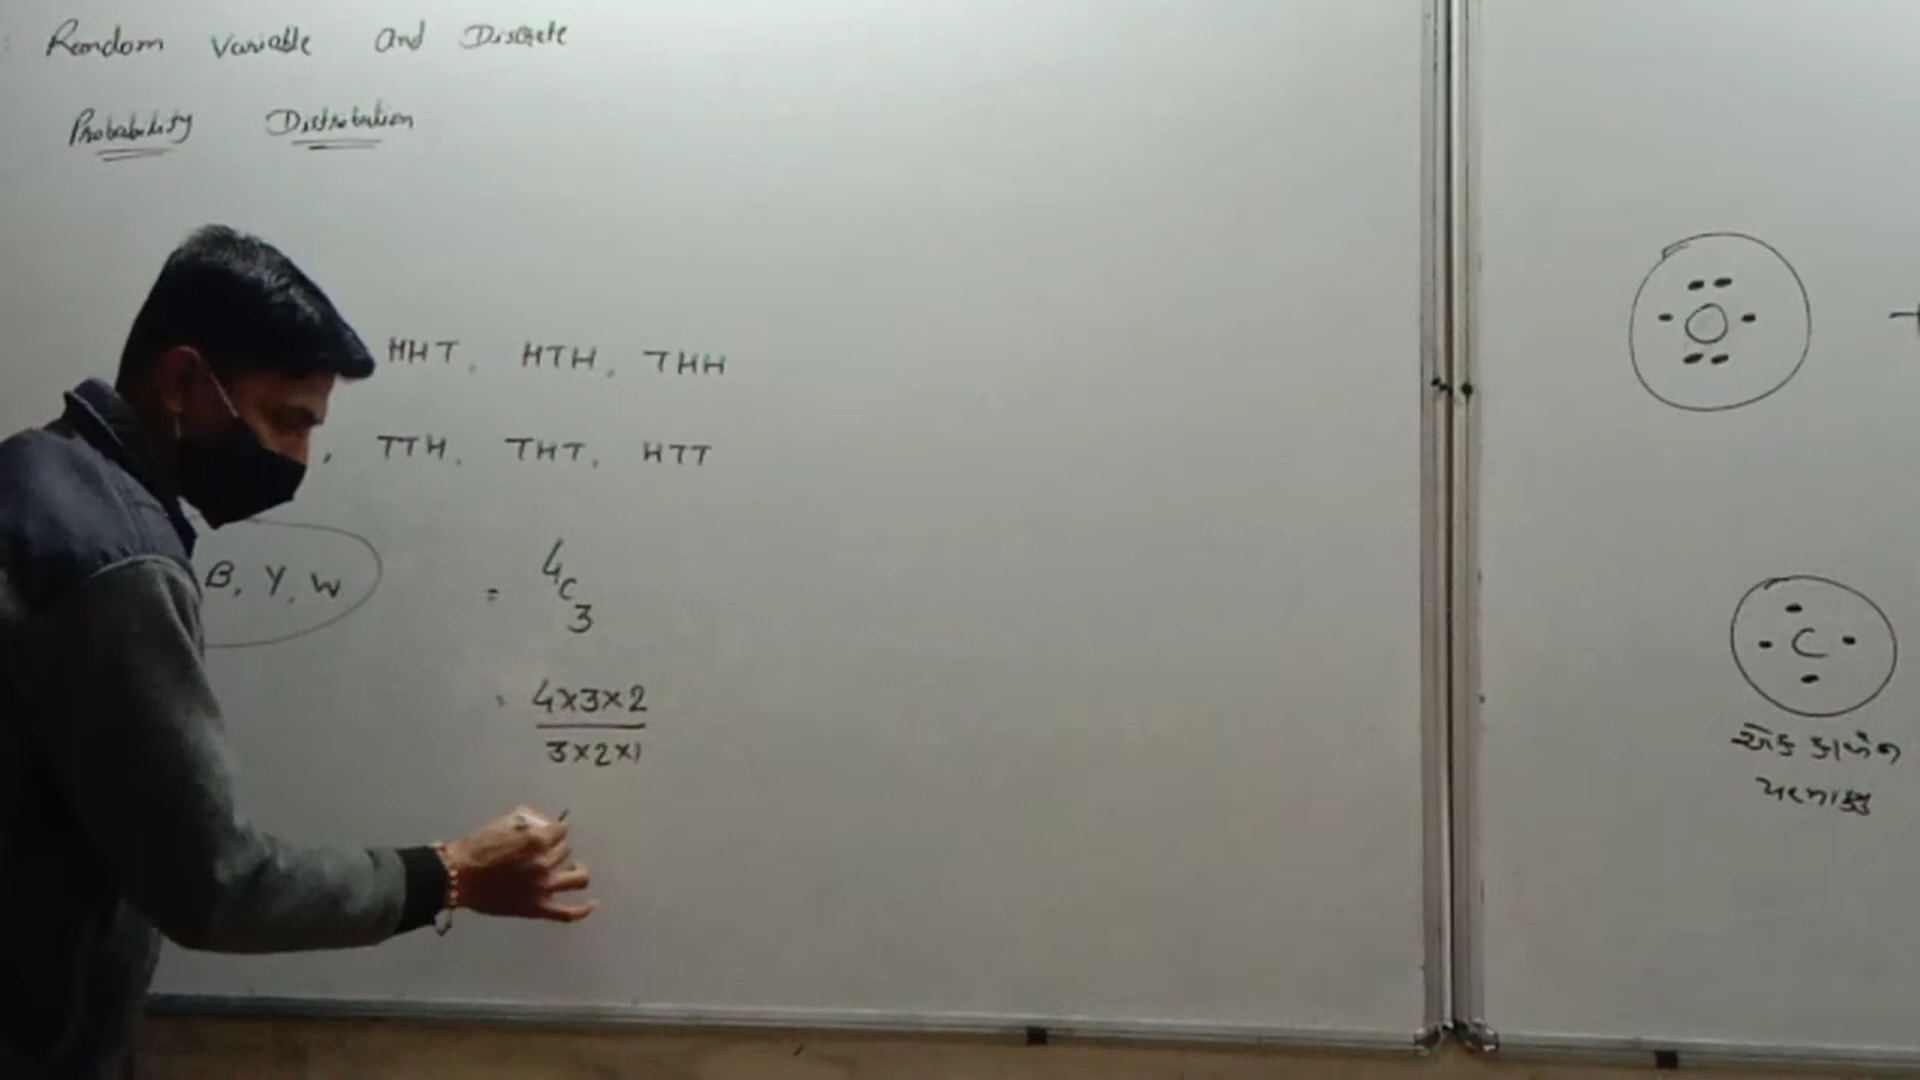 Random Variable and Discrete
Probability Distribution
HHT, HTH, THH
, TTH, THT, HTT
B, Y, W
= 4C3
= 4×3×2
3×2×1
C
એક કાર્બન
પરમાણુ